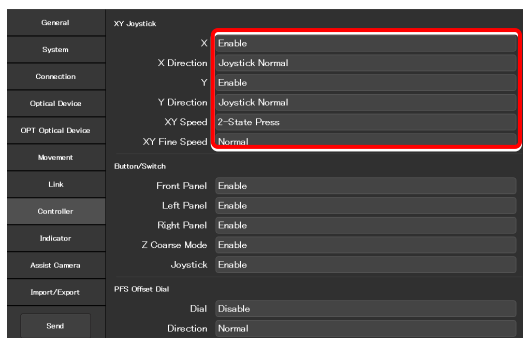 General
System
Connection
Optical Device
OPT Optical Device
Movement
Link
Controller
Indicator
Assist Camera
Import/Export
Send
XY Joystick
X Enable
X Direction Joystick Normal
Y Enable
Y Direction Joystick Normal
XY Speed 2-State Press
XY Fine Speed Normal
Button/Switch
Front Panel Enable
Left Panel Enable
Right Panel Enable
Z Coarse Mode Enable
Joystick Enable
PFS Offset Dial
Dial Disable
Direction Normal